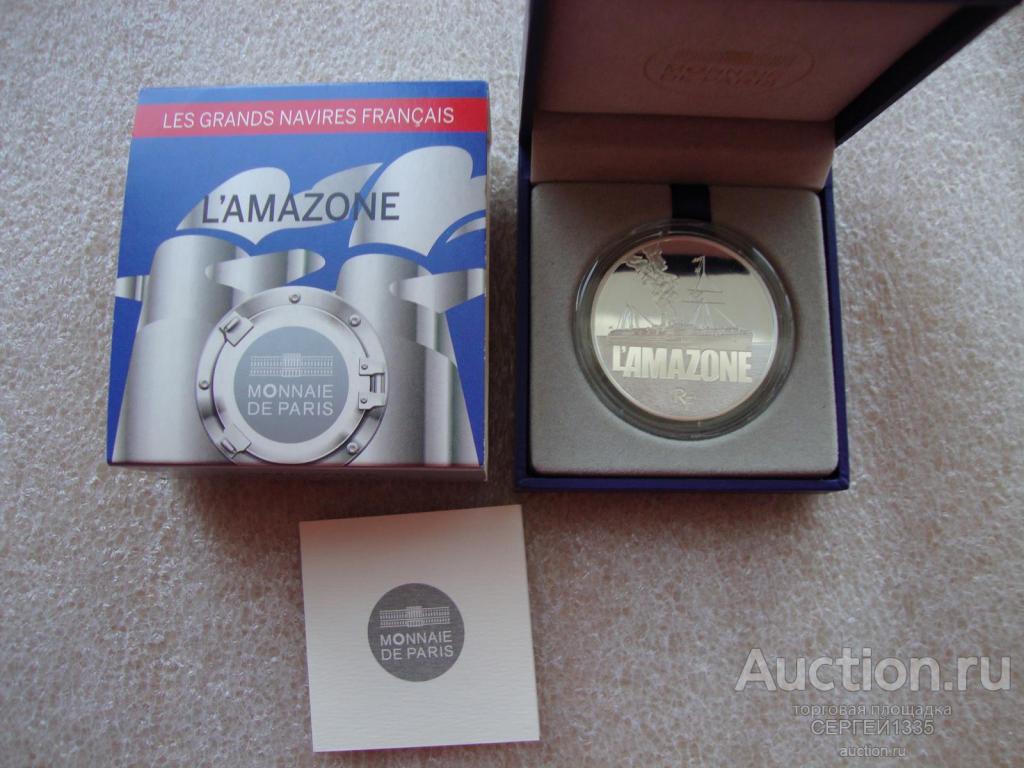 LES GRANDS NAVIRES FRANÇAIS
L'AMAZONE
MONNAIE
DE PARIS
L'AMAZONE
RF
MONNAIE
DE PARIS
Auction.ru
торговая площадка
СЕРГЕЙ1335
auction.ru